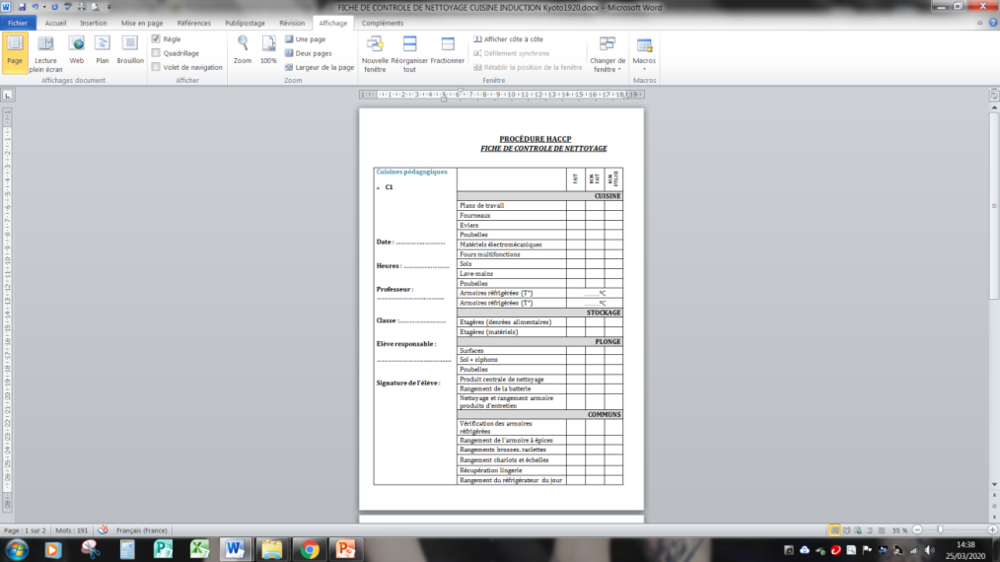 FICHE DE CONTROLE DE NETTOYAGE CUISINE INDUCTION Kyoto1920.docx - Microsoft Word
Fichier Accueil Insertion Mise en page Références Publipostage Révision Affichage Compléments
Page
Lecture plein écran
Web
Plan
Brouillon
Affichages document
Règle
Quadrillage
Volet de navigation
Afficher
Zoom
100%
Une page
Deux pages
Largeur de la page
Zoom
Nouvelle fenêtre
Réorganiser tout
Fractionner
Afficher côte à côte
Défilement synchrone
Rétablir la position de la fenêtre
Fenêtre
Changer de fenêtre
Macros
Macros
PROCÉDURE HACCP
FICHE DE CONTROLE DE NETTOYAGE
Cuisines pédagogiques
C1
Date : ..............................
Heures : ............................
Professeur :
.........................................
Classe :............................
Elève responsable :
..............................................
Signature de l'élève :
FAIT
NON FAIT
NON UTILISE
CUISINE
Plans de travail
Fourneaux
Eviers
Poubelles
Matériels électromécaniques
Fours multifonctions
Sols
Lave-mains
Poubelles
Armoires réfrigérées (T°) .........°C
Armoires réfrigérées (T°) .........°C
STOCKAGE
Etagères (denrées alimentaires)
Etagères (matériels)
PLONGE
Surfaces
Sol + siphons
Poubelles
Produit centrale de nettoyage
Rangement de la batterie
Nettoyage et rangement armoire
produits d'entretien
COMMUNS
Vérification des armoires
réfrigérées
Rangement de l'armoire à épices
Rangements brosses, raclettes
Rangement chariots et échelles
Récupération lingerie
Rangement du réfrigérateur du jour
Page : 1 sur 2 Mots : 191 Français (France) 55 %
14:38
25/03/2020